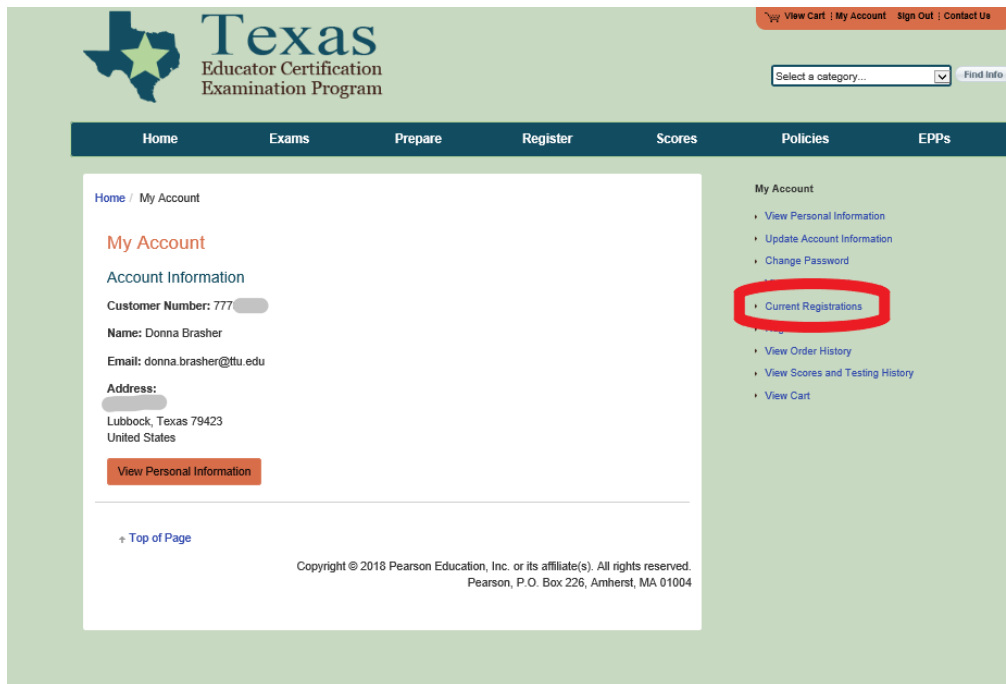 View Cart | My Account Sign Out | Contact Us
Texas
Educator Certification
Examination Program
Select a category...
Find Info
Home Exams Prepare Register Scores Policies EPPs
Home / My Account
My Account
Account Information
Customer Number: 777
Name: Donna Brasher
Email: donna.brasher@ttu.edu
Address:
Lubbock, Texas 79423
United States
View Personal Information
Top of Page
Copyright © 2018 Pearson Education, Inc. or its affiliate(s). All rights reserved.
Pearson, P.O. Box 226, Amherst, MA 01004
My Account
View Personal Information
Update Account Information
Change Password
Current Registrations
View Order History
View Scores and Testing History
View Cart